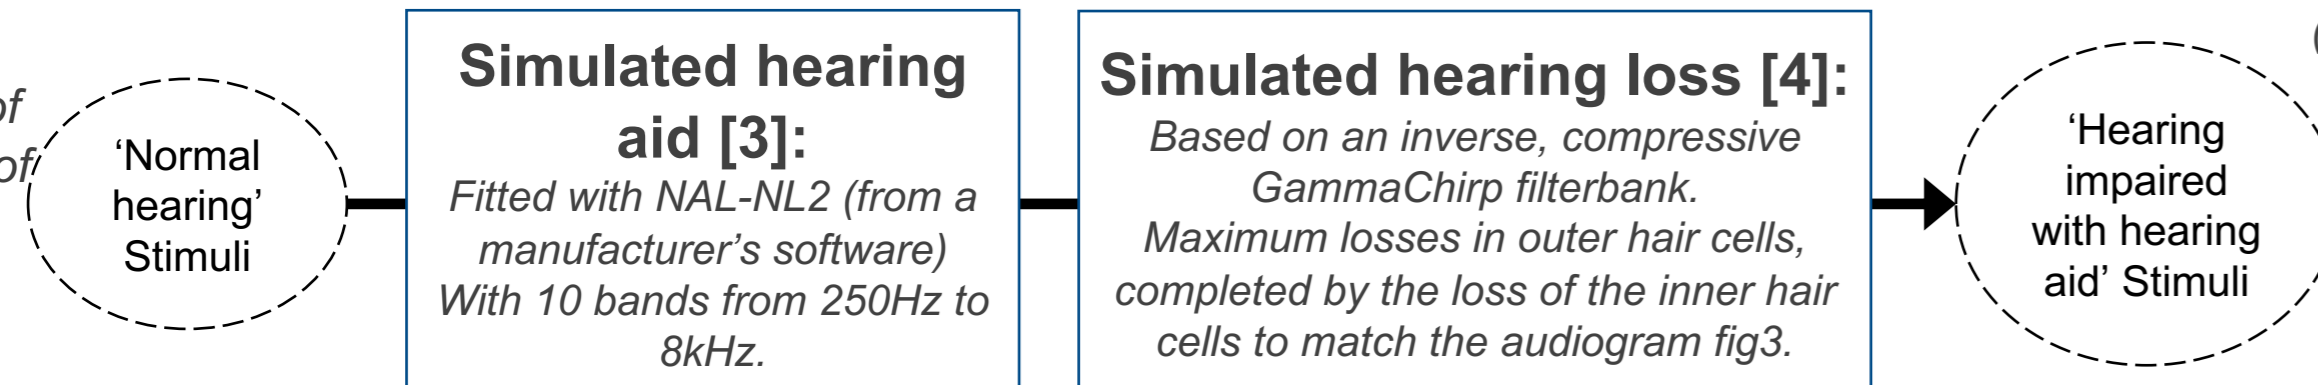 of
of
‘Normal
hearing’
Stimuli
Simulated hearing
aid [3]:
Fitted with NAL-NL2 (from a
manufacturer’s software)
With 10 bands from 250Hz to
8kHz.
Simulated hearing loss [4]:
Based on an inverse, compressive
GammaChirp filterbank.
Maximum losses in outer hair cells,
completed by the loss of the inner hair
cells to match the audiogram fig3.
‘Hearing
impaired
with hearing
aid’ Stimuli
(